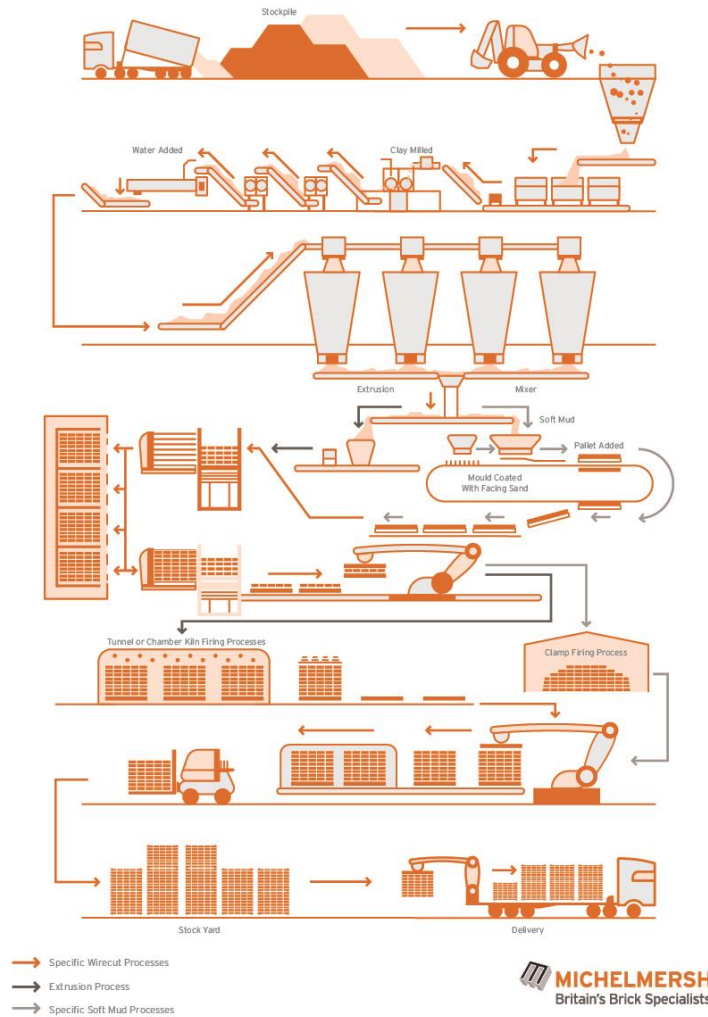 Stockpile
Water Added
Clay Milled
Extrusion
Mixer
Soft Mud
Pallet Added
Mould Coated
With Facing Sand
Tunnel or Chamber Kiln Firing Processes
Clamp Firing Process
Stock Yard
Delivery
Specific Wirecut Processes
Extrusion Process
Specific Soft Mud Processes
MICHELMERSH
Britain's Brick Specialists